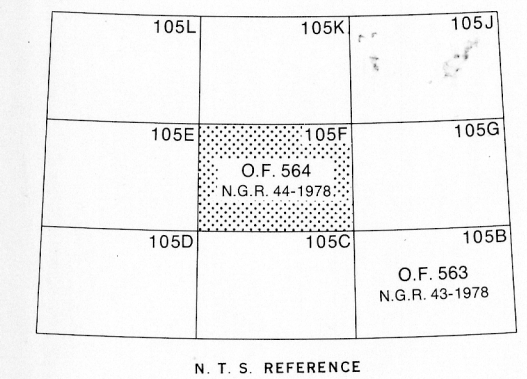 105L 105K 105J
105E 105F 105G
O.F. 564
N.G.R. 44-1978
105D 105C 105B
O.F. 563
N.G.R. 43-1978
N. T. S. REFERENCE